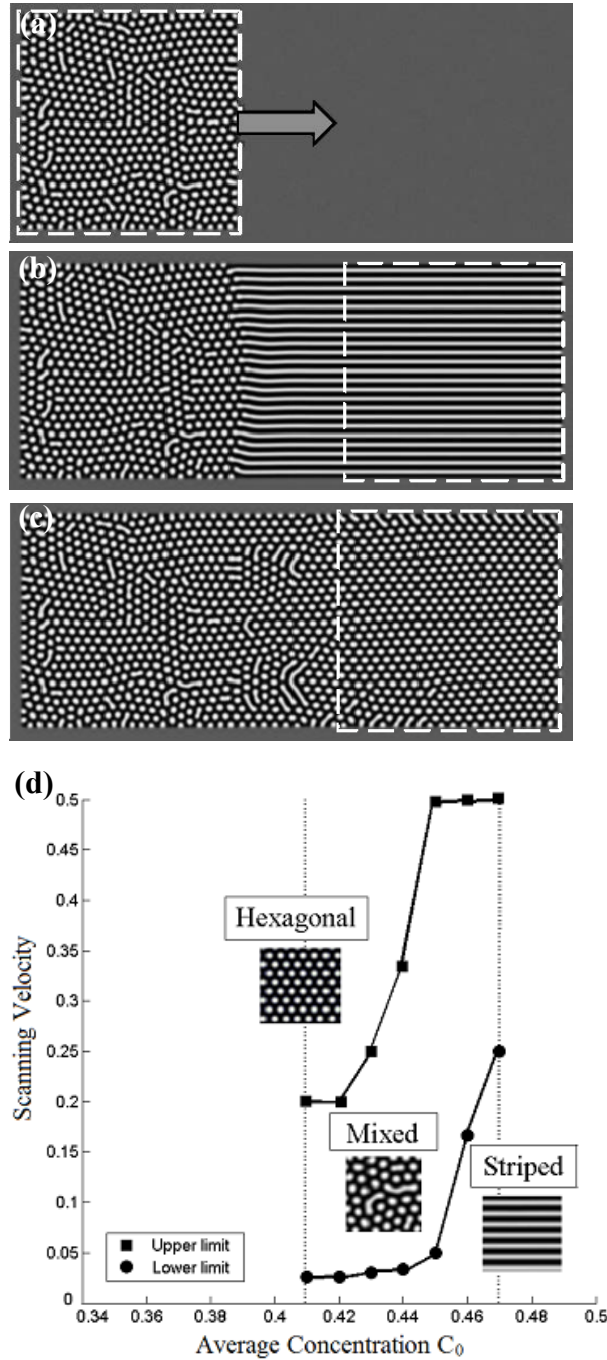 (a)
(b)
(c)
(d)
0.5
0.45
Hexagonal
0.4
0.35
0.3
0.25
0.2
Mixed
0.15
Striped
0.1
0.05
0
Scanning Velocity
Upper limit
Lower limit
0.34 0.36 0.38 0.4 0.42 0.44 0.46 0.48 0.5
Average Concentration C₀